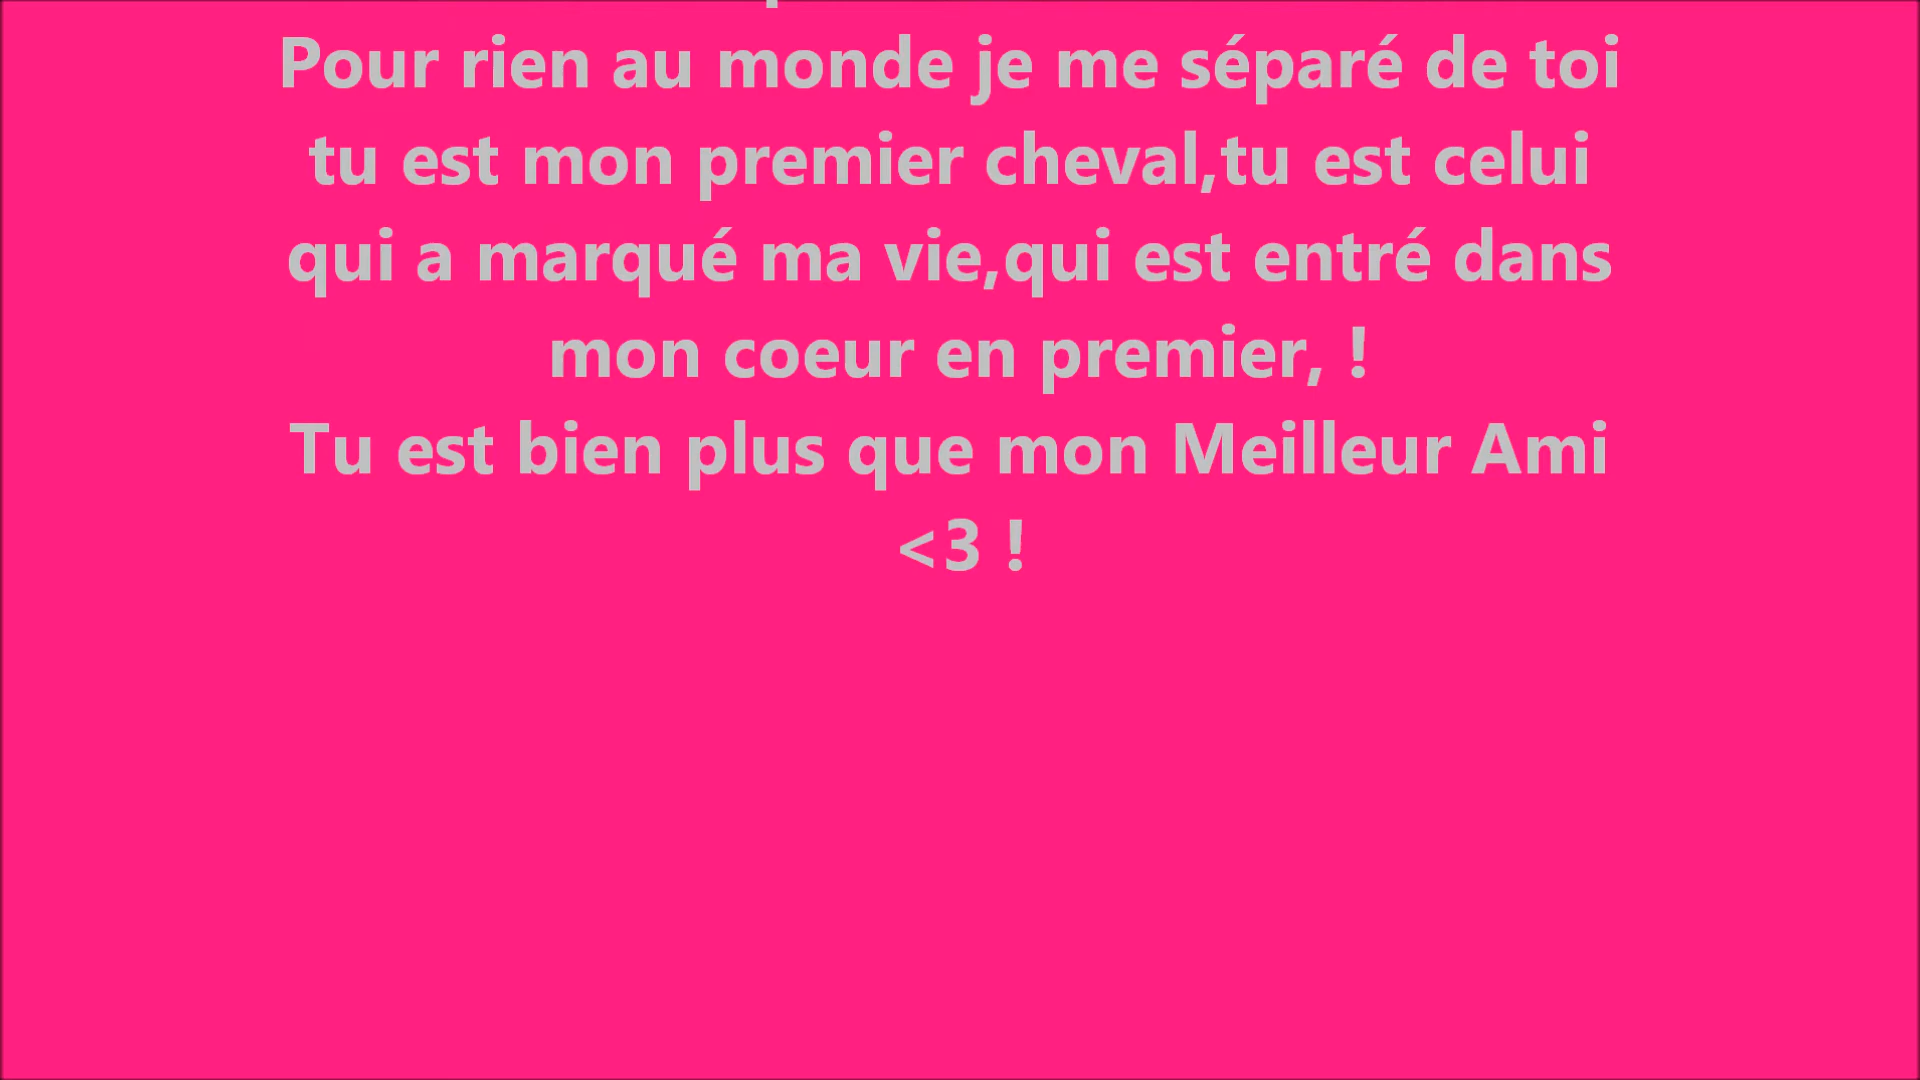 Pour rien au monde je me séparé de toi
tu est mon premier cheval,tu est celui
qui a marqué ma vie,qui est entré dans
mon coeur en premier, !
Tu est bien plus que mon Meilleur Ami
<3 !